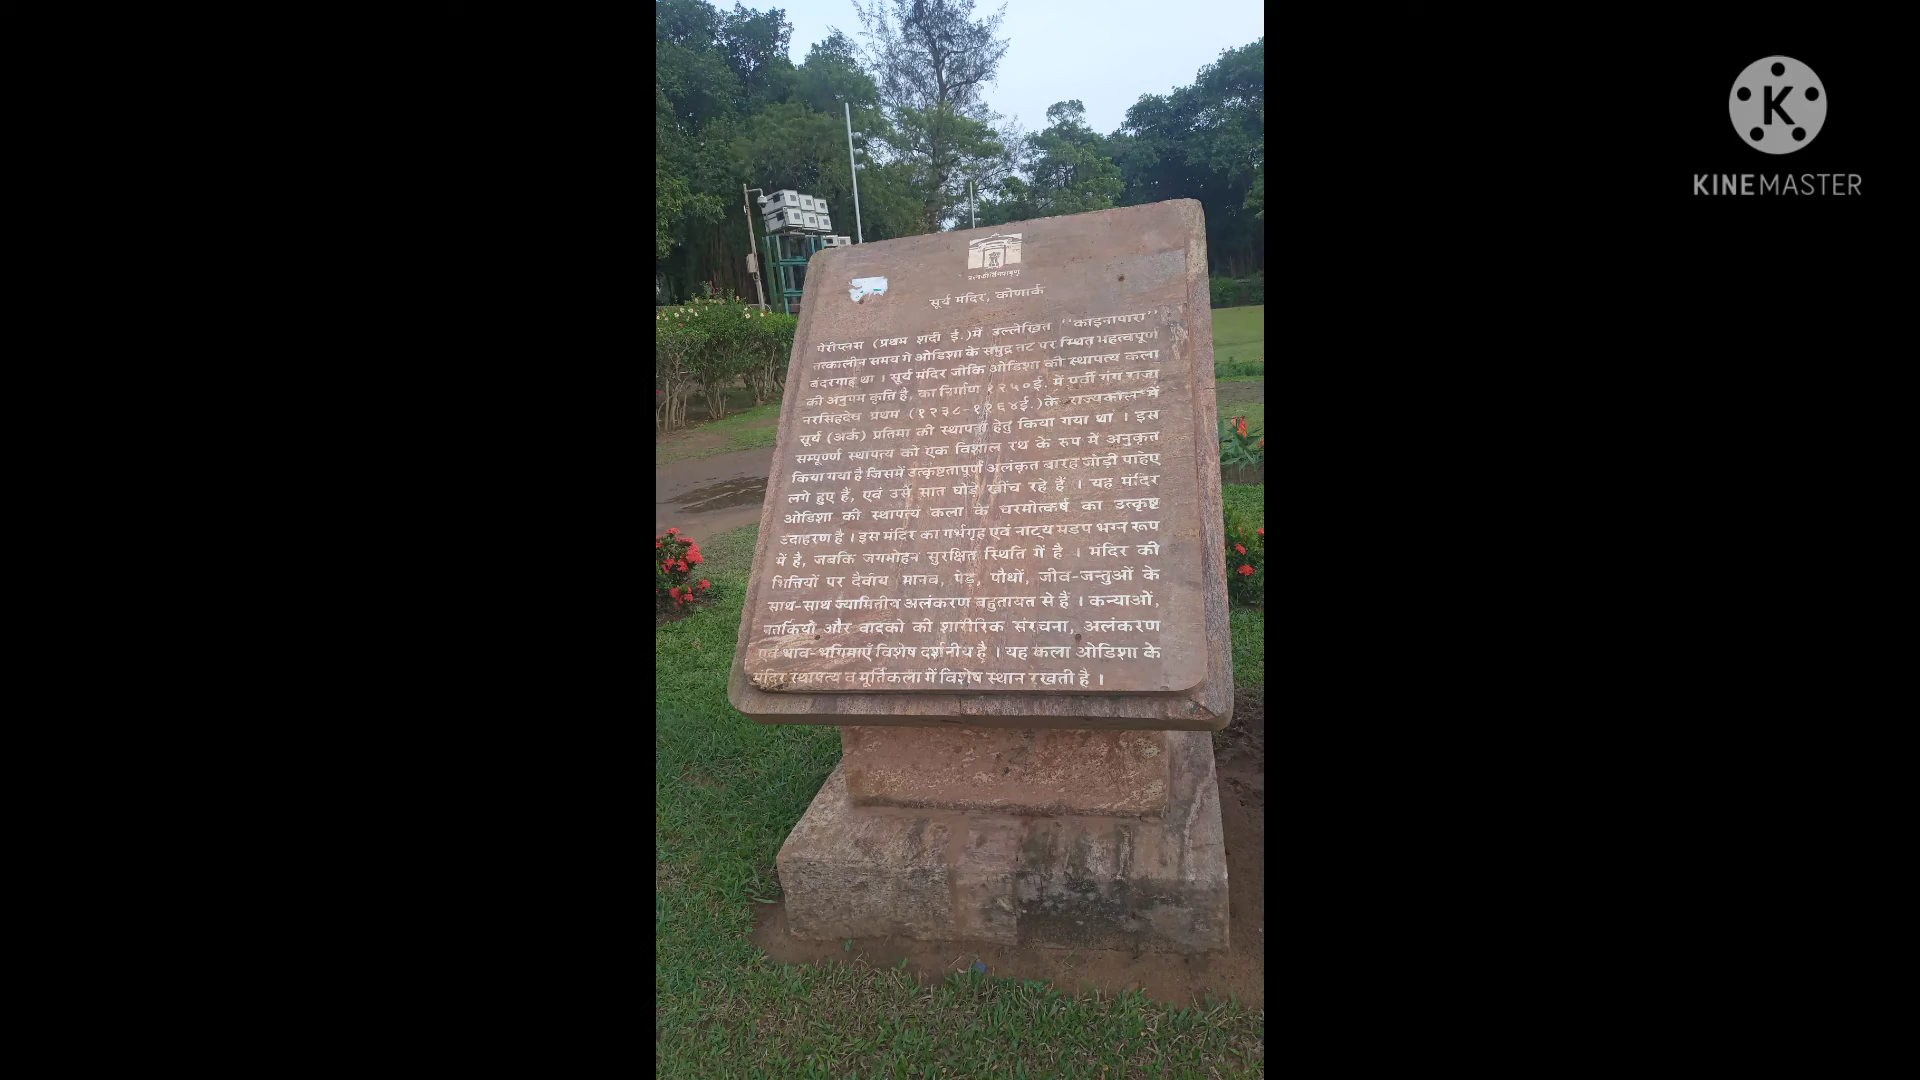 KINEMASTER
सूर्य मंदिर, कोणार्क
पेरीप्लस (प्रथम शदी ई.)में उल्लेखित ''काइनापारा''
तत्कालीन समय मे ओडिशा के समुद्र तट पर स्थित महत्वपूर्ण
बंदरगाह था । सूर्य मंदिर जोकि ओडिशा की स्थापत्य कला
की अनुपम कृति है, का निर्माण १२५०ई. में पूर्वी गंग राजा
नरसिंहदेव प्रथम (१२३८-१२६४ई.)के राज्यकाल में
सूर्य (अर्क) प्रतिमा की स्थापना हेतु किया गया था । इस
सम्पूर्ण्ण स्थापत्य को एक विशाल रथ के रुप में अनुकृत
किया गया है जिसमें उत्कृष्टतापूर्ण अलंकृत बारह जोड़ी पहिए
लगे हुए हैं, एवं उसे सात घोड़े खींच रहे हैं । यह मंदिर
ओडिशा की स्थापत्य कला के चरमोत्कर्ष का उत्कृष्ट
उदाहरण है । इस मंदिर का गर्भगृह एवं नाट्य मंडप भग्न रूप
में है, जबकि जगमोहन सुरक्षित स्थिति में है । मंदिर की
भित्तियों पर दैवीय मानव, पेड़, पौधों, जीव-जन्तुओं के
साथ-साथ ज्यामितीय अलंकरण बहुतायत से हैं । कन्याओं,
नर्तकियों और वादकों की शारीरिक संरचना, अलंकरण
एवं भाव-भंगिमाएँ विशेष दर्शनीय है । यह कला ओडिशा के
मंदिर स्थापत्य व मूर्तिकला में विशेष स्थान रखती है ।